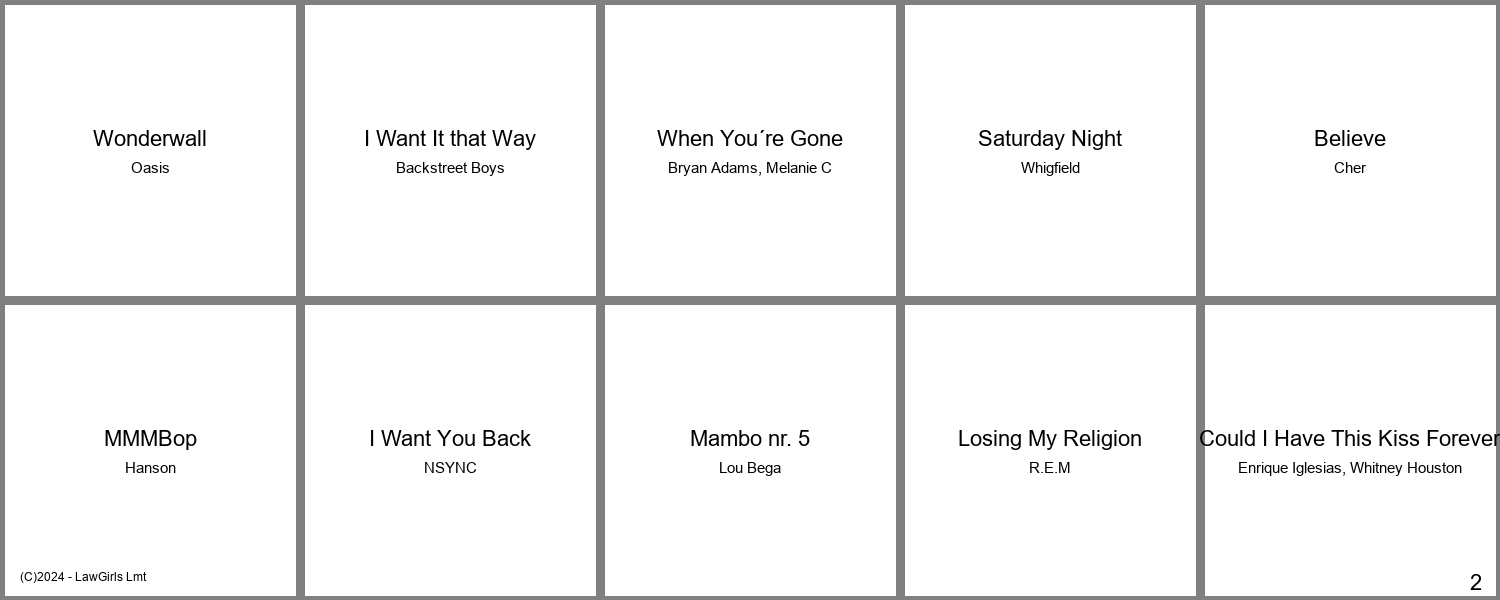 Wonderwall
Oasis
I Want It that Way
Backstreet Boys
When You´re Gone
Bryan Adams, Melanie C
Saturday Night
Whigfield
Believe
Cher
MMMBop
Hanson
I Want You Back
NSYNC
Mambo nr. 5
Lou Bega
Losing My Religion
R.E.M
Could I Have This Kiss Forever
Enrique Iglesias, Whitney Houston
(C)2024 - LawGirls Lmt
2